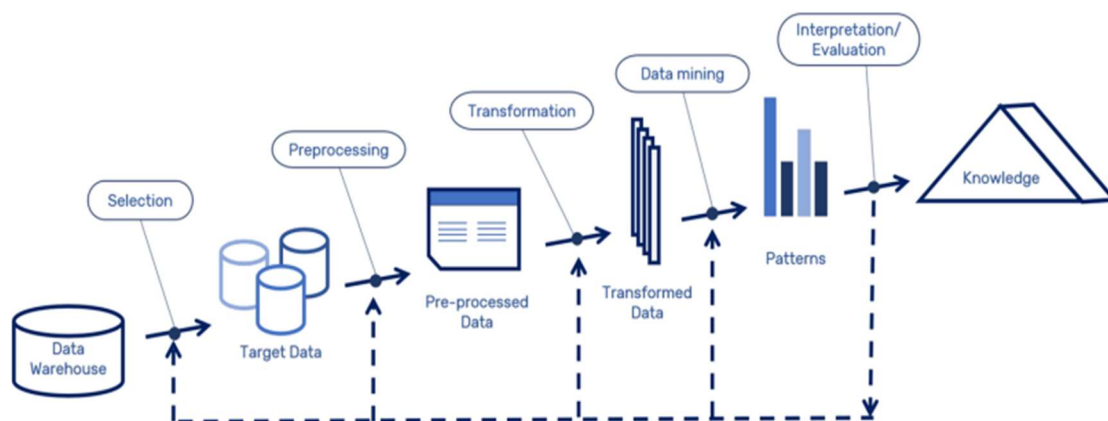 Interpretation/
Evaluation
Data mining
Transformation
Preprocessing
Selection
Knowledge
Patterns
Transformed
Data
Pre-processed
Data
Target Data
Data
Warehouse